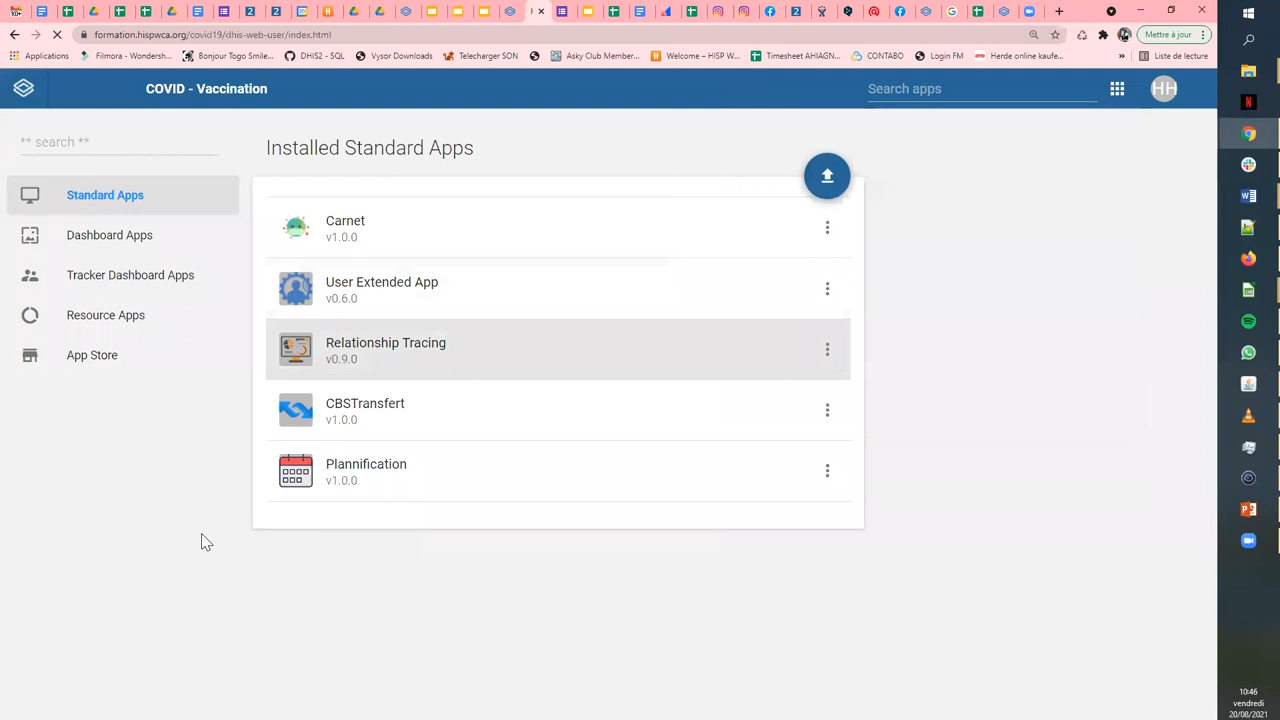 formation.hispwca.org/covid19/dhis-web-user/index.html
Mettre à jour
Applications
Filmora - Wondersh...
Bonjour Togo Smile...
DHIS2 - SQL
Vysor Downloads
Telecharger SON
Asky Club Member...
Welcome – HISP W...
Timesheet AHIAGN...
CONTABO
Login FM
Herde online kaufe...
»
Liste de lecture
COVID - Vaccination
Search apps
HH
** search **
Standard Apps
Dashboard Apps
Tracker Dashboard Apps
Resource Apps
App Store
Installed Standard Apps
Carnet
v1.0.0
User Extended App
v0.6.0
Relationship Tracing
v0.9.0
CBSTransfert
v1.0.0
Plannification
v1.0.0
10:46
vendredi
20/08/2021